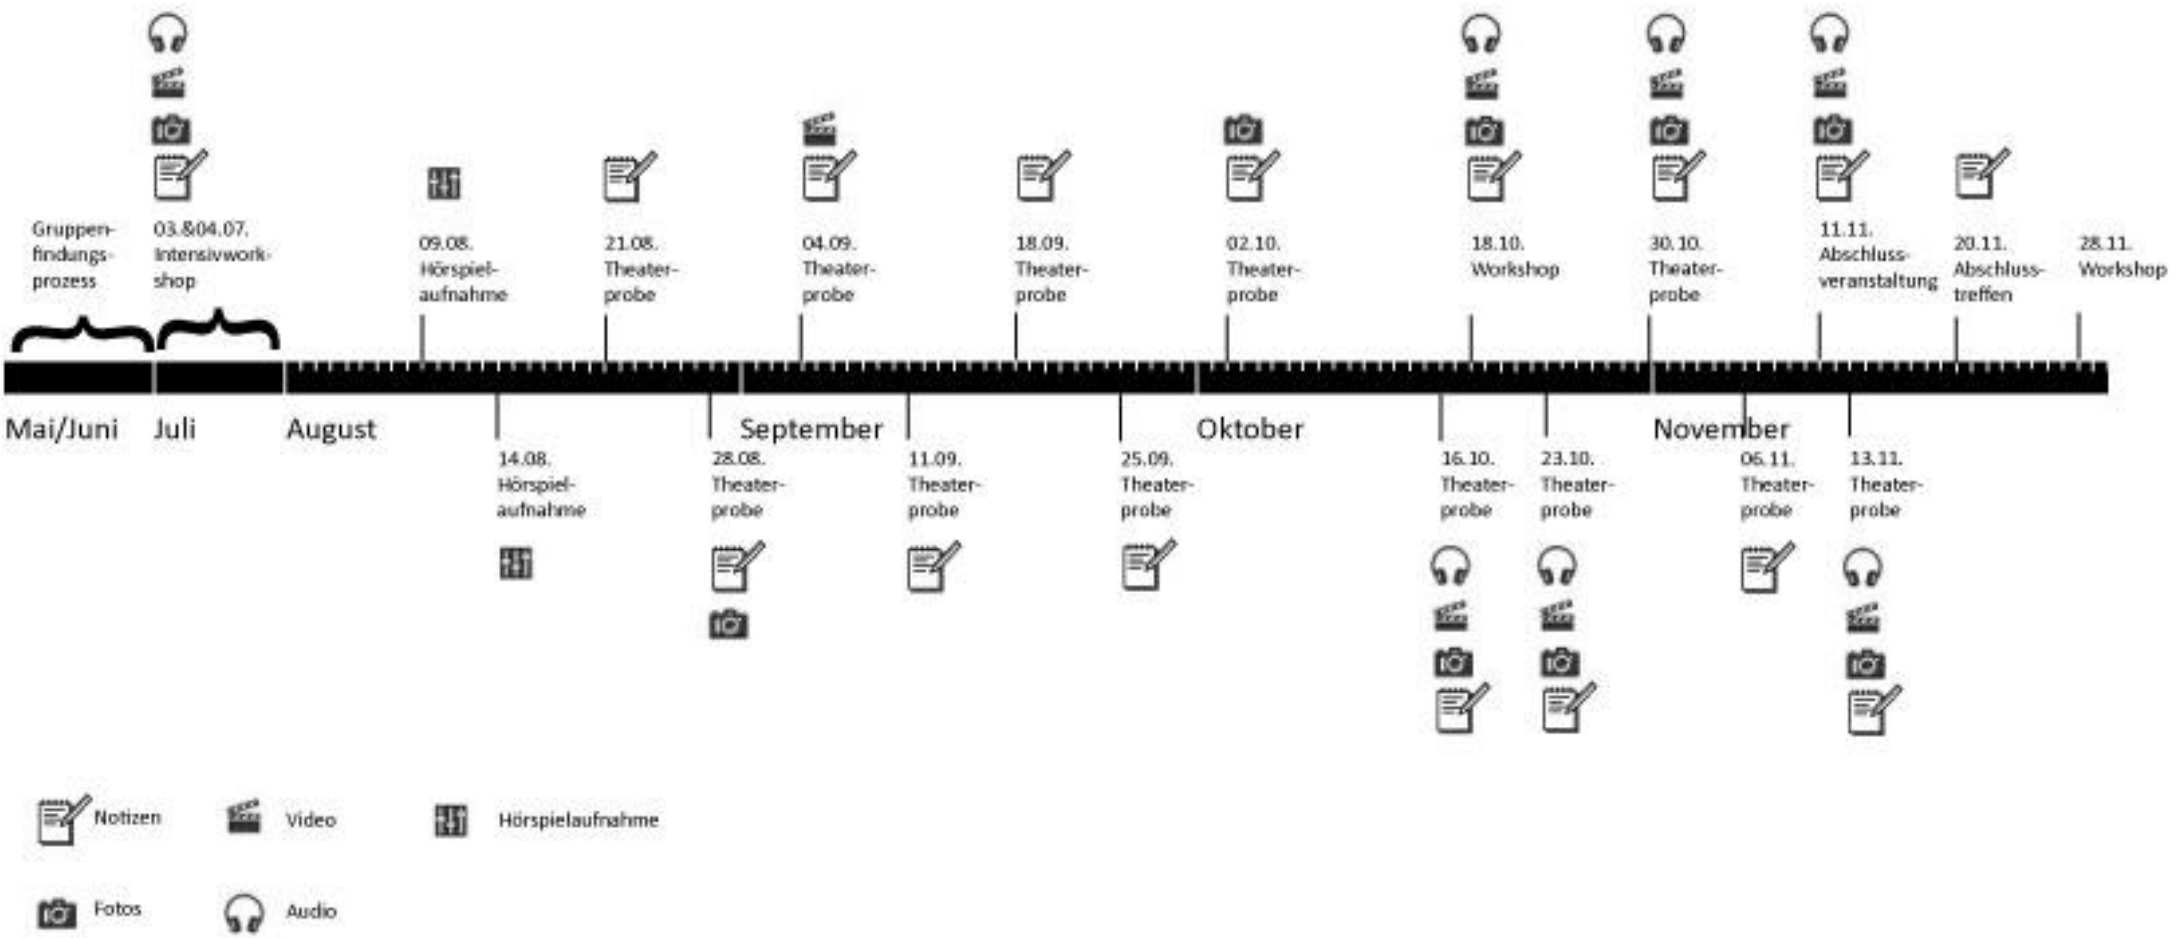 Gruppen-
findungs-
prozess
03.&04.07.
Intensivwork-
shop
09.08.
Hörspiel-
aufnahme
21.08.
Theater-
probe
04.09.
Theater-
probe
18.09.
Theater-
probe
02.10.
Theater-
probe
18.10.
Workshop
30.10.
Theater-
probe
11.11.
Abschluss-
veranstaltung
20.11.
Abschluss-
treffen
28.11.
Workshop
Mai/Juni
Juli
August
September
Oktober
November
14.08.
Hörspiel-
aufnahme
28.08.
Theater-
probe
11.09.
Theater-
probe
25.09.
Theater-
probe
16.10.
Theater-
probe
23.10.
Theater-
probe
06.11.
Theater-
probe
13.11.
Theater-
probe
Notizen
Video
Hörspielaufnahme
Fotos
Audio